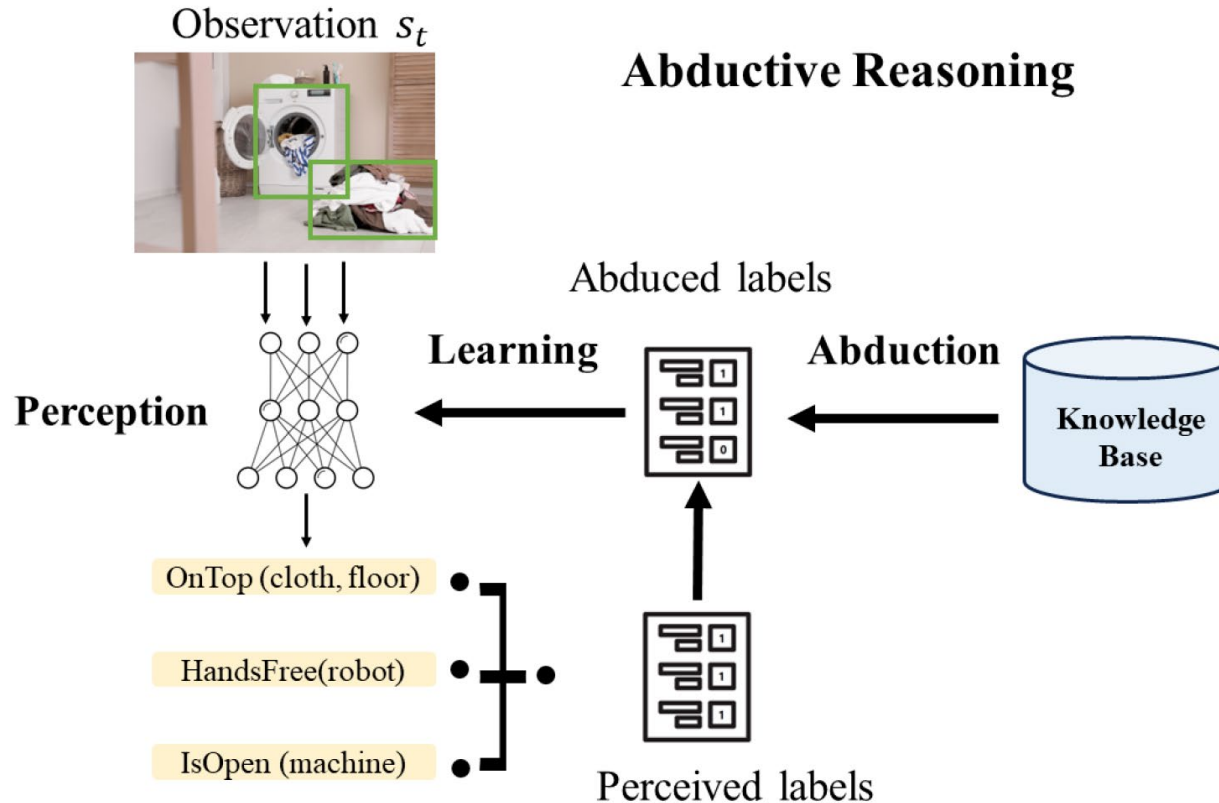 Observation s_t
Abductive Reasoning
Abduced labels
Learning
Abduction
Perception
Knowledge
Base
1
1
0
OnTop (cloth, floor)
HandsFree(robot)
IsOpen (machine)
1
1
1
Perceived labels